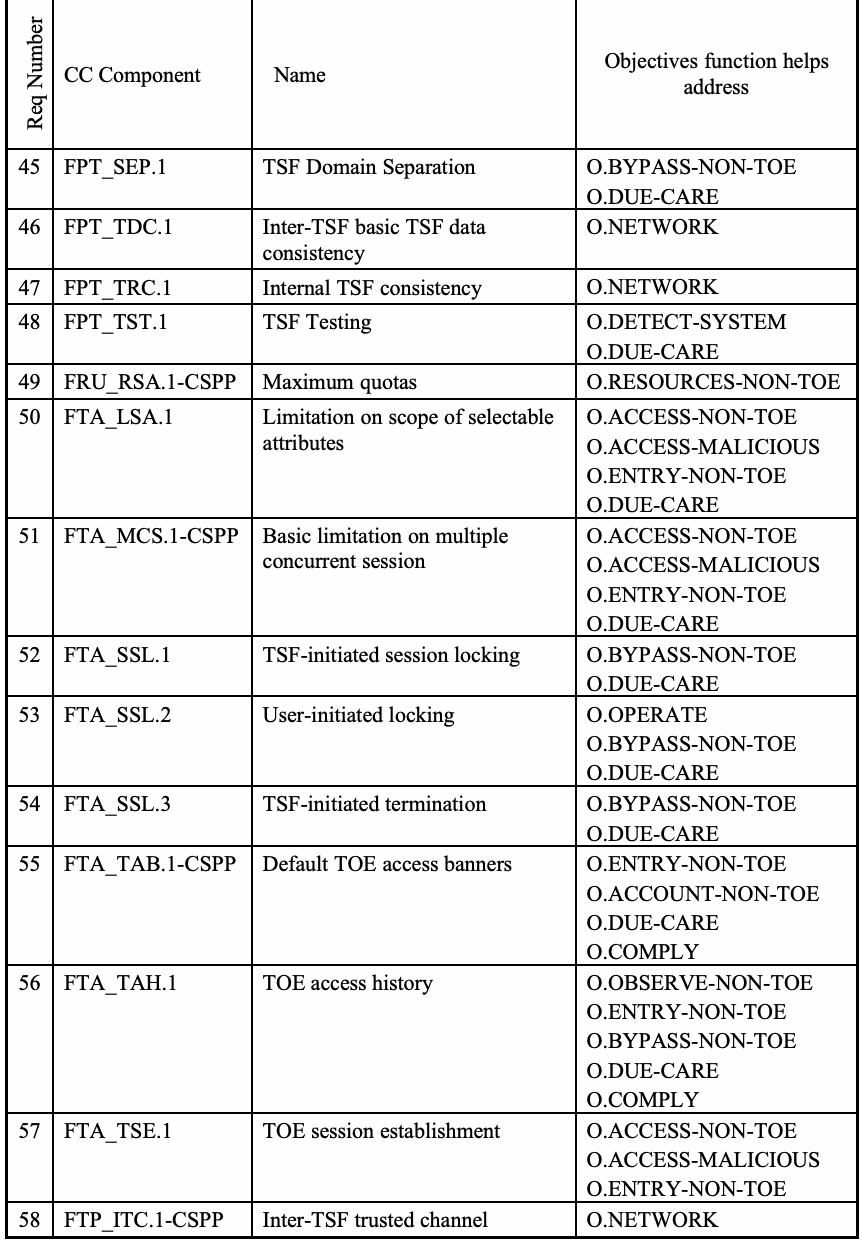 Req Number
CC Component
Name
Objectives function helps
address
45 FPT_SEP.1 TSF Domain Separation O.BYPASS-NON-TOE
O.DUE-CARE
46 FPT_TDC.1 Inter-TSF basic TSF data O.NETWORK
consistency
47 FPT_TRC.1 Internal TSF consistency O.NETWORK
48 FPT_TST.1 TSF Testing O.DETECT-SYSTEM
O.DUE-CARE
49 FRU_RSA.1-CSPP Maximum quotas O.RESOURCES-NON-TOE
50 FTA_LSA.1 Limitation on scope of selectable O.ACCESS-NON-TOE
attributes O.ACCESS-MALICIOUS
O.ENTRY-NON-TOE
O.DUE-CARE
51 FTA_MCS.1-CSPP Basic limitation on multiple O.ACCESS-NON-TOE
concurrent session O.ACCESS-MALICIOUS
O.ENTRY-NON-TOE
O.DUE-CARE
52 FTA_SSL.1 TSF-initiated session locking O.BYPASS-NON-TOE
O.DUE-CARE
53 FTA_SSL.2 User-initiated locking O.OPERATE
O.BYPASS-NON-TOE
O.DUE-CARE
54 FTA_SSL.3 TSF-initiated termination O.BYPASS-NON-TOE
O.DUE-CARE
55 FTA_TAB.1-CSPP Default TOE access banners O.ENTRY-NON-TOE
O.ACCOUNT-NON-TOE
O.DUE-CARE
O.COMPLY
56 FTA_TAH.1 TOE access history O.OBSERVE-NON-TOE
O.ENTRY-NON-TOE
O.BYPASS-NON-TOE
O.DUE-CARE
O.COMPLY
57 FTA_TSE.1 TOE session establishment O.ACCESS-NON-TOE
O.ACCESS-MALICIOUS
O.ENTRY-NON-TOE
58 FTP_ITC.1-CSPP Inter-TSF trusted channel O.NETWORK